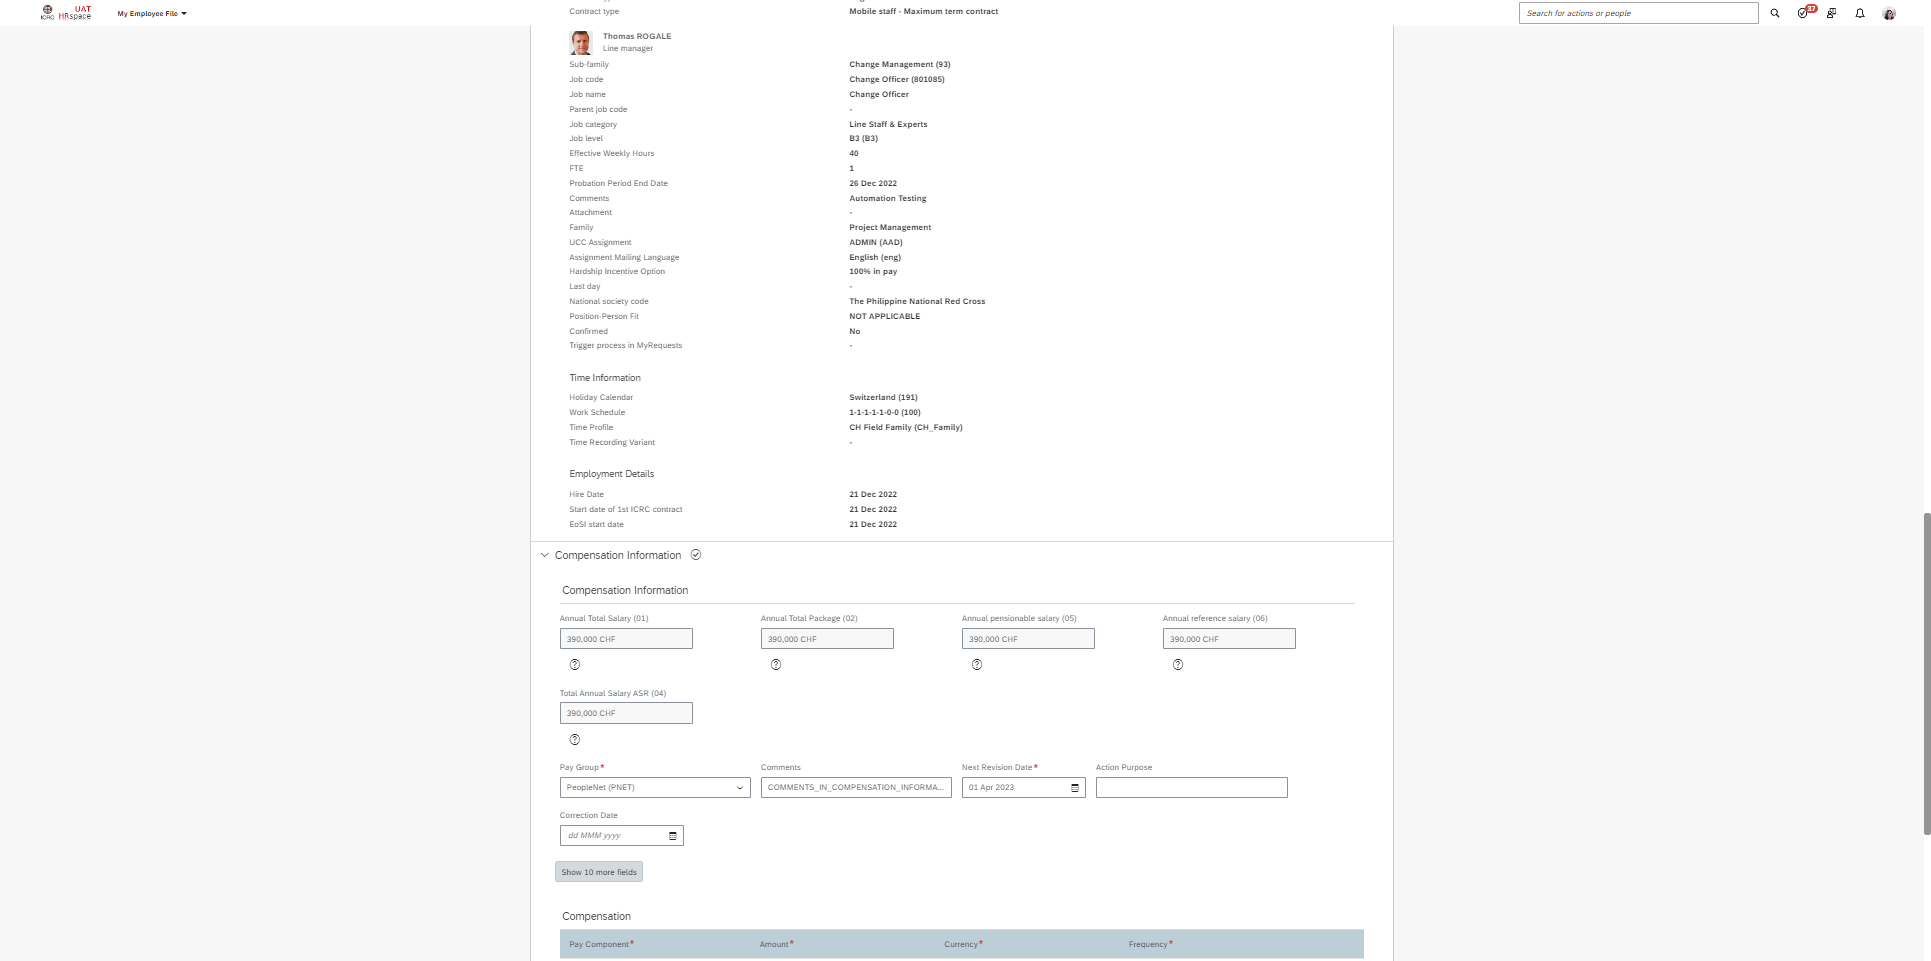 ICRC UAT HRspace My Employee File Search for actions or people 37
Contract type Mobile staff - Maximum term contract
Thomas ROGALE
Line manager
Sub-family Change Management (93)
Job code Change Officer (801085)
Job name Change Officer
Parent job code -
Job category Line Staff & Experts
Job level B3 (B3)
Effective Weekly Hours 40
FTE 1
Probation Period End Date 26 Dec 2022
Comments Automation Testing
Attachment -
Family Project Management
UCC Assignment ADMIN (AAD)
Assignment Mailing Language English (eng)
Hardship Incentive Option 100% in pay
Last day -
National society code The Philippine National Red Cross
Position-Person Fit NOT APPLICABLE
Confirmed No
Trigger process in MyRequests -
Time Information
Holiday Calendar Switzerland (191)
Work Schedule 1-1-1-1-1-0-0 (100)
Time Profile CH Field Family (CH_Family)
Time Recording Variant -
Employment Details
Hire Date 21 Dec 2022
Start date of 1st ICRC contract 21 Dec 2022
EoSI start date 21 Dec 2022
Compensation Information
Compensation Information
Annual Total Salary (01) Annual Total Package (02) Annual pensionable salary (05) Annual reference salary (06)
390,000 CHF 390,000 CHF 390,000 CHF 390,000 CHF
Total Annual Salary ASR (04)
390,000 CHF
Pay Group* Comments Next Revision Date* Action Purpose
PeopleNet (PNET) COMMENTS_IN_COMPENSATION_INFORMA... 01 Apr 2023
Correction Date
dd MMM yyyy
Show 10 more fields
Compensation
Pay Component* Amount* Currency* Frequency*